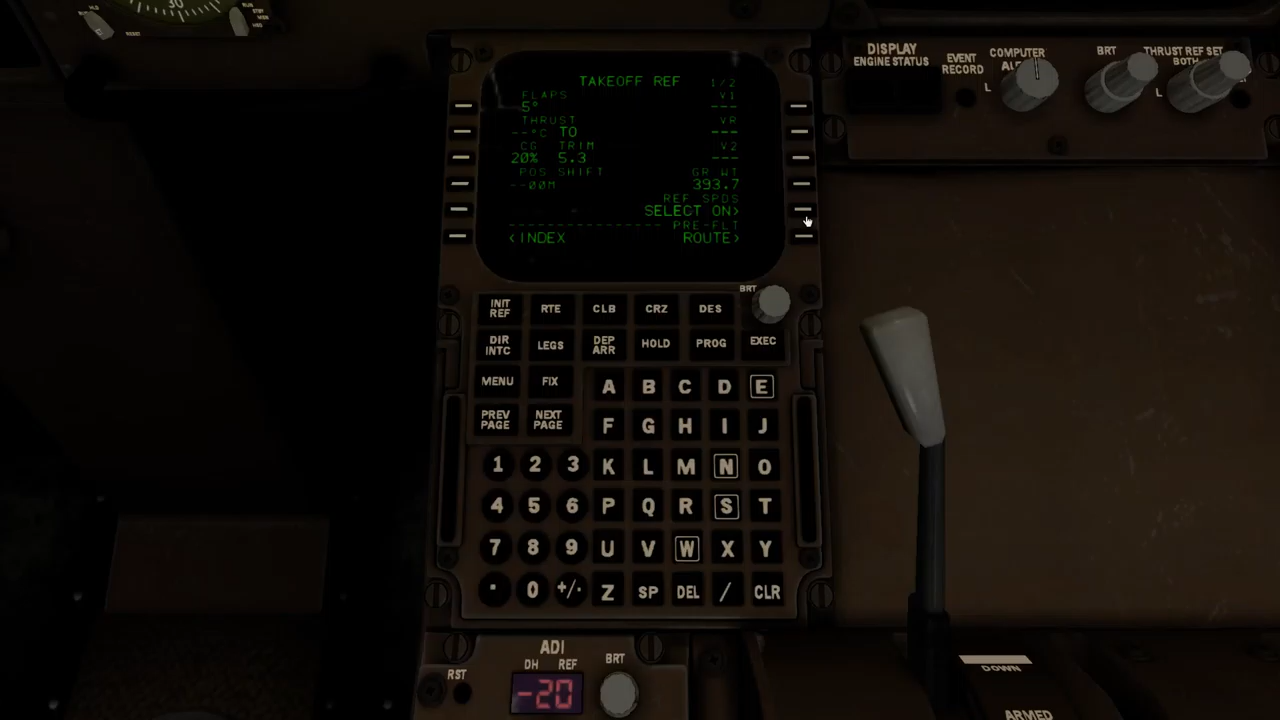 30
RESET
TAKEOFF REF 1/2
FLAPS V1
5° ---
THRUST VR
--°C TO ---
CG TRIM V2
20% 5.3 ---
POS SHIFT GR WT
--00M 393.7
REF SPDS
SELECT ON>
---------------- PRE-FLT
<INDEX ROUTE>
BRT
INIT REF
RTE
CLB
CRZ
DES
DIR INTC
LEGS
DEP ARR
HOLD
PROG
EXEC
MENU
FIX
PREV PAGE
NEXT PAGE
A B C D E
F G H I J
1 2 3 K L M N O
4 5 6 P Q R S T
7 8 9 U V W X Y
. 0 +/- Z SP DEL / CLR
ADI
DH REF
BRT
RST
-20
DISPLAY
ENGINE STATUS
EVENT RECORD
COMPUTER
L
BRT
THRUST REF SET
BOTH
L
DOWN
ARMED